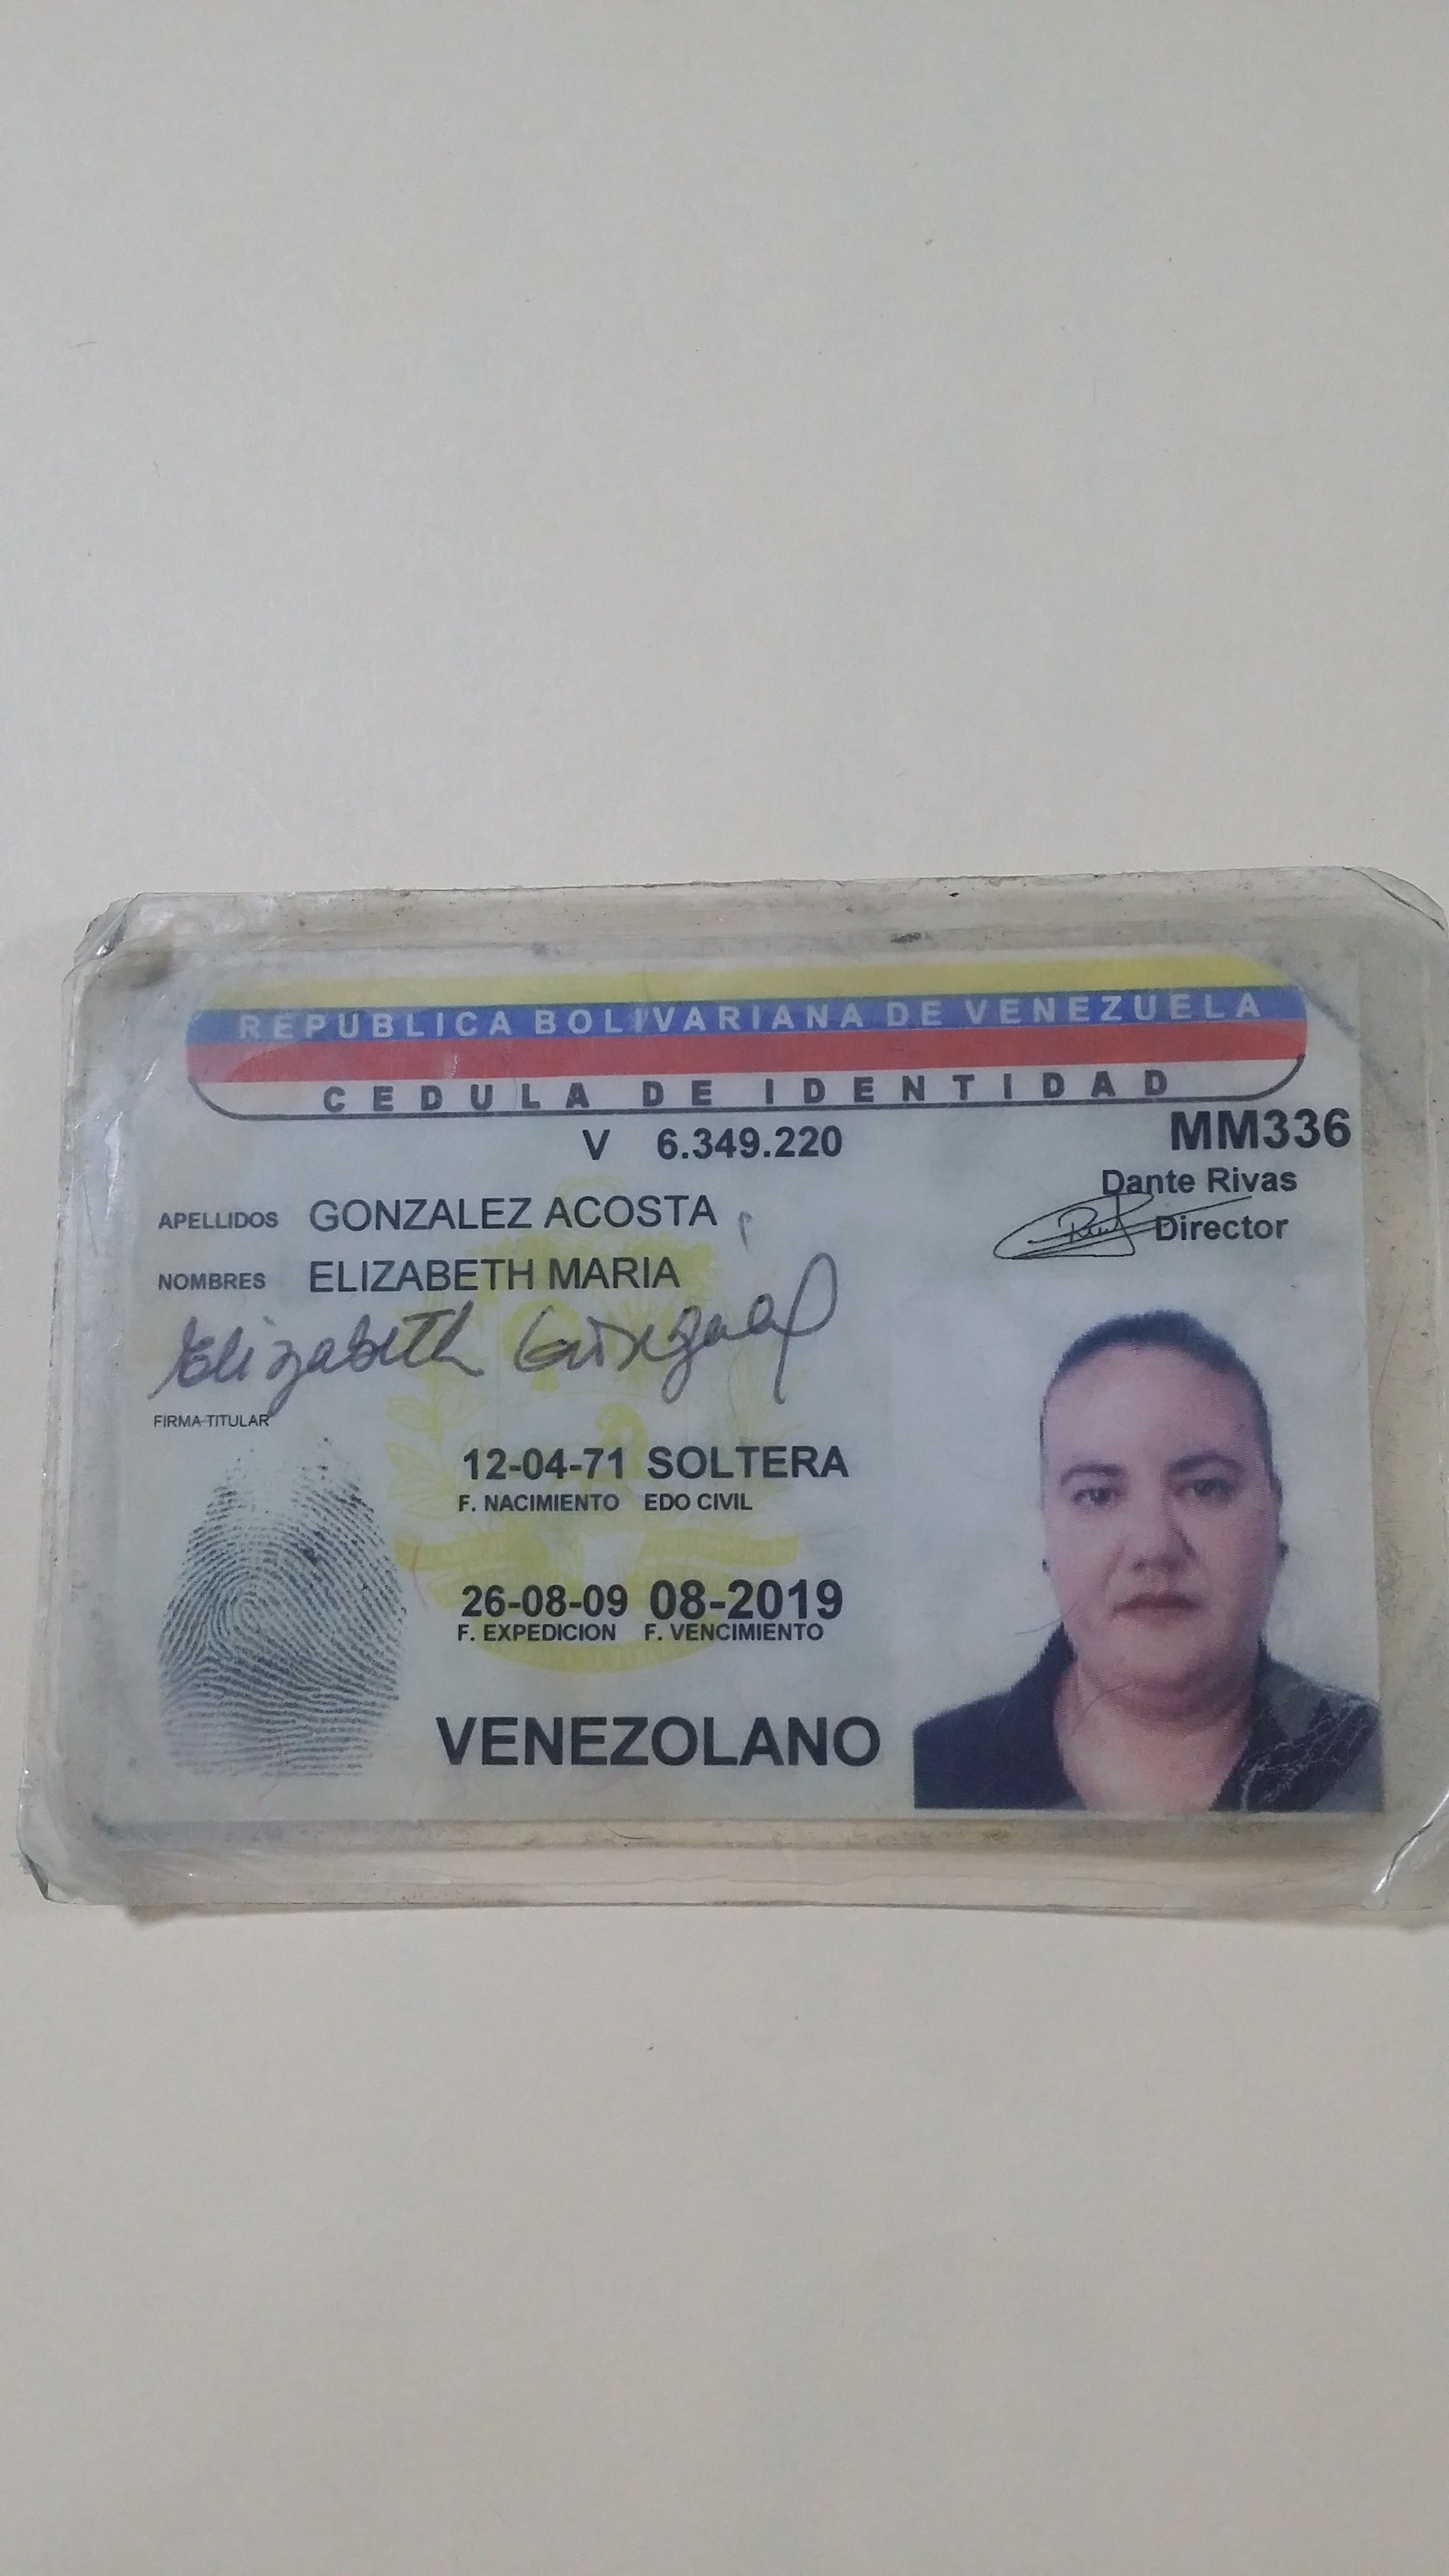 REPUBLICA BOLIVARIANA DE VENEZUELA
CEDULA DE IDENTIDAD
V 6.349.220
MM336
Dante Rivas
Director
APELLIDOS GONZALEZ ACOSTA
NOMBRES ELIZABETH MARIA
Elizabeth González
FIRMA TITULAR
12-04-71 SOLTERA
F. NACIMIENTO EDO CIVIL
26-08-09 08-2019
F. EXPEDICION F. VENCIMIENTO
VENEZOLANO